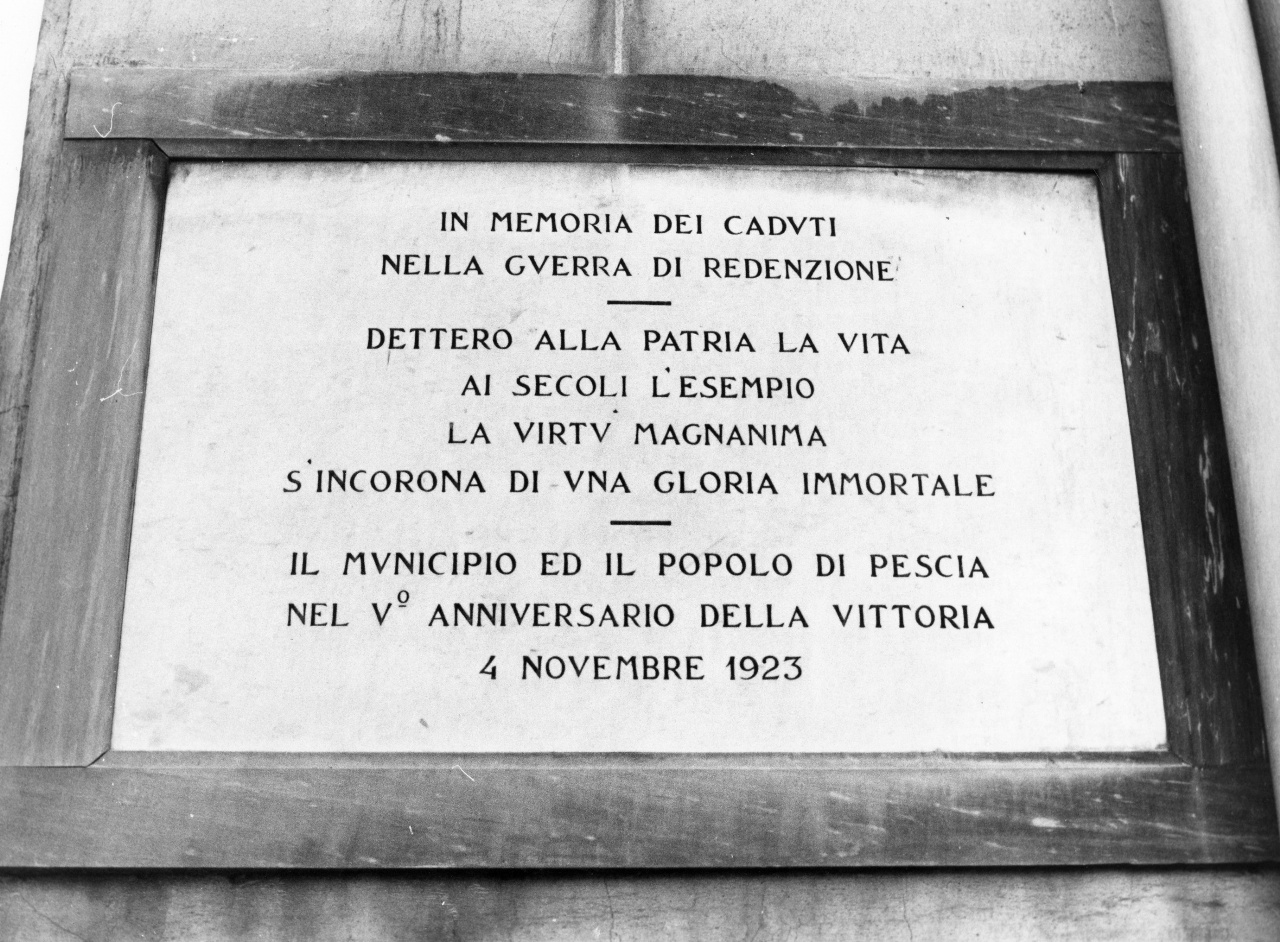 IN MEMORIA DEI CADVTI
NELLA GVERRA DI REDENZIONE
DETTERO ALLA PATRIA LA VITA
AI SECOLI L'ESEMPIO
LA VIRTV' MAGNANIMA
S'INCORONA DI VNA GLORIA IMMORTALE
IL MVNICIPIO ED IL POPOLO DI PESCIA
NEL Vº ANNIVERSARIO DELLA VITTORIA
4 NOVEMBRE 1923